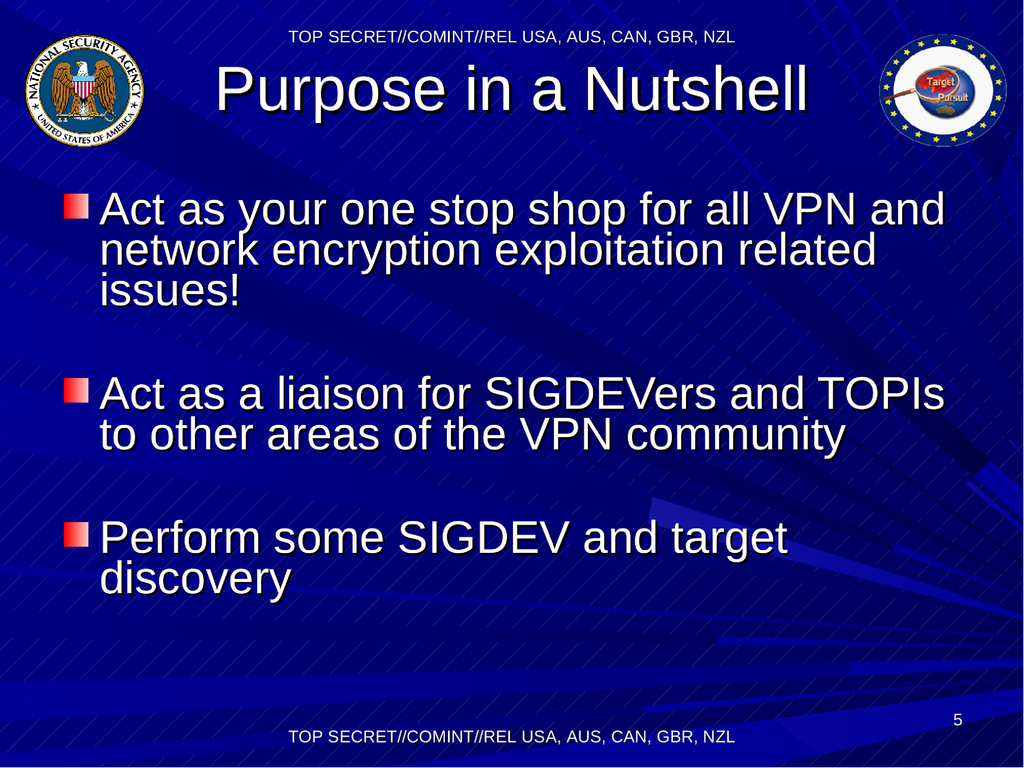 TOP SECRET//COMINT//REL USA, AUS, CAN, GBR, NZL
NATIONAL SECURITY AGENCY
UNITED STATES OF AMERICA
Purpose in a Nutshell
Target
Pursuit
Act as your one stop shop for all VPN and
network encryption exploitation related
issues!
Act as a liaison for SIGDEVers and TOPIs
to other areas of the VPN community
Perform some SIGDEV and target
discovery
5
TOP SECRET//COMINT//REL USA, AUS, CAN, GBR, NZL